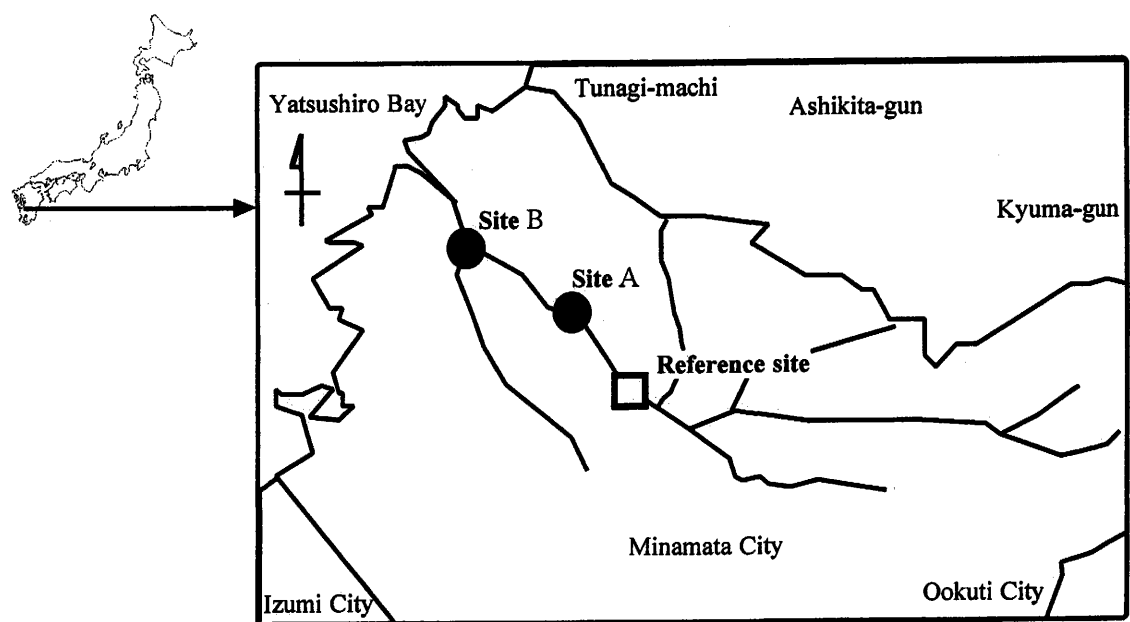 Tunagi-machi
Yatsushiro Bay
Ashikita-gun
Kyuma-gun
Site B
Site A
Reference site
Minamata City
Ookuti City
Izumi City